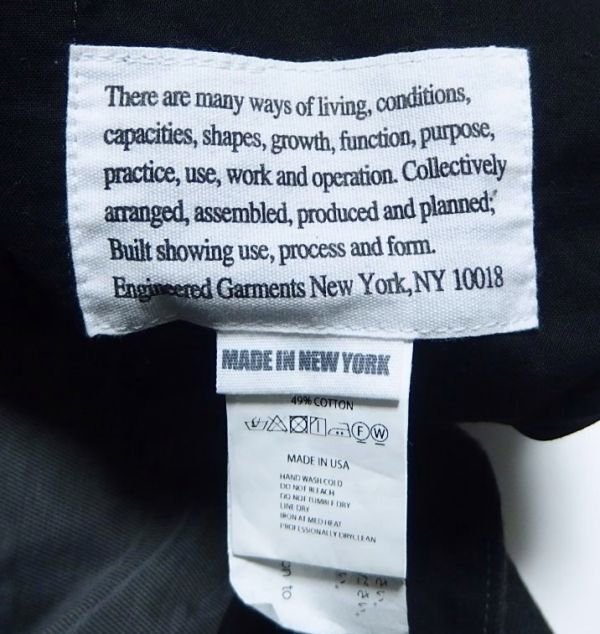 There are many ways of living, conditions,
capacities, shapes, growth, function, purpose,
practice, use, work and operation. Collectively
arranged, assembled, produced and planned;
Built showing use, process and form.
Engineered Garments New York, NY 10018
MADE IN NEW YORK
49% COTTON
F W
MADE IN USA
HAND WASH COLD
DO NOT BLEACH
DO NOT TUMBLE DRY
LINE DRY
IRON AT MED HEAT
PROFESSIONALLY DRYCLEAN
on to